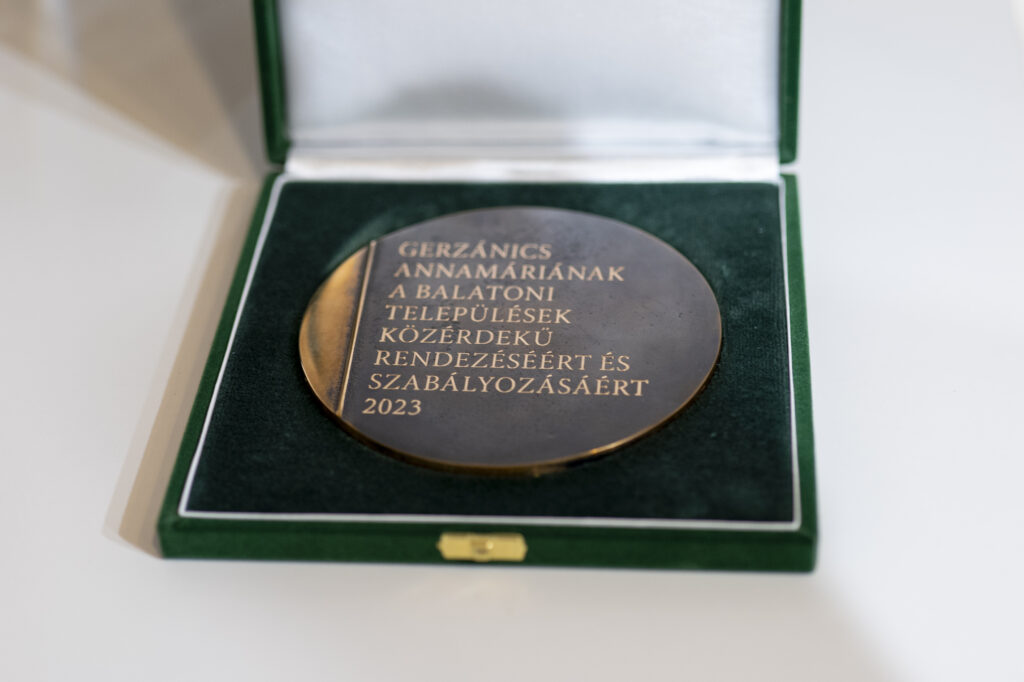 GERZÁNICS
ANNAMÁRIÁNAK
A BALATONI
TELEPÜLÉSEK
KÖZÉRDEKŰ
RENDEZÉSÉÉRT ÉS
SZABÁLYOZÁSÁÉRT
2023